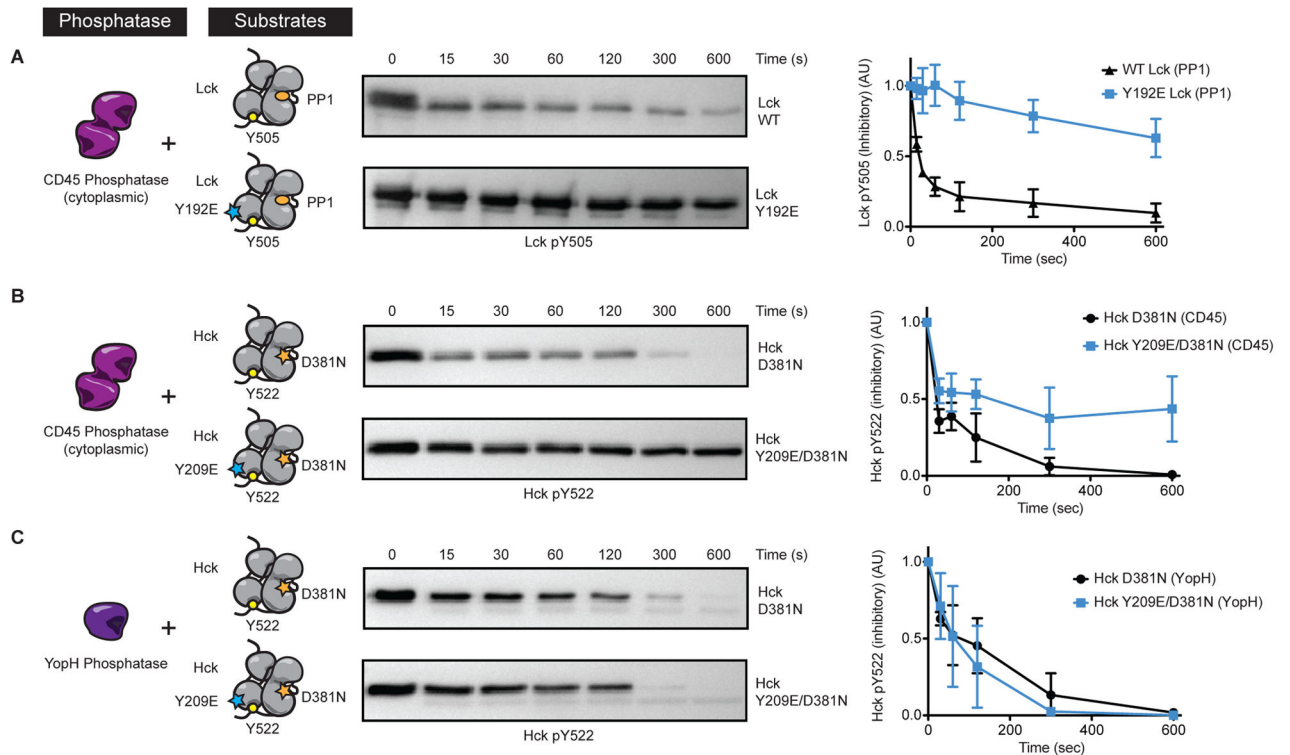 Phosphatase
Substrates
A
0 15 30 60 120 300 600 Time (s)
Lck
PP1
Y505
CD45 Phosphatase
(cytoplasmic)
+
Lck
Y192E
PP1
Y505
Lck
WT
Lck
Y192E
Lck pY505
Lck pY505 (Inhibitory) (AU)
1.0
0.5
0.0
0 200 400 600
Time (sec)
WT Lck (PP1)
Y192E Lck (PP1)
B
0 15 30 60 120 300 600 Time (s)
Hck
D381N
Y522
CD45 Phosphatase
(cytoplasmic)
+
Hck
Y209E
D381N
Y522
Hck
D381N
Hck
Y209E/D381N
Hck pY522
Hck pY522 (inhibitory) (AU)
1.0
0.5
0.0
0 200 400 600
Time (sec)
Hck D381N (CD45)
Hck Y209E/D381N (CD45)
C
0 15 30 60 120 300 600 Time (s)
Hck
D381N
Y522
YopH Phosphatase
+
Hck
Y209E
D381N
Y522
Hck
D381N
Hck
Y209E/D381N
Hck pY522
Hck pY522 (inhibitory) (AU)
1.0
0.5
0.0
0 200 400 600
Time (sec)
Hck D381N (YopH)
Hck Y209E/D381N (YopH)